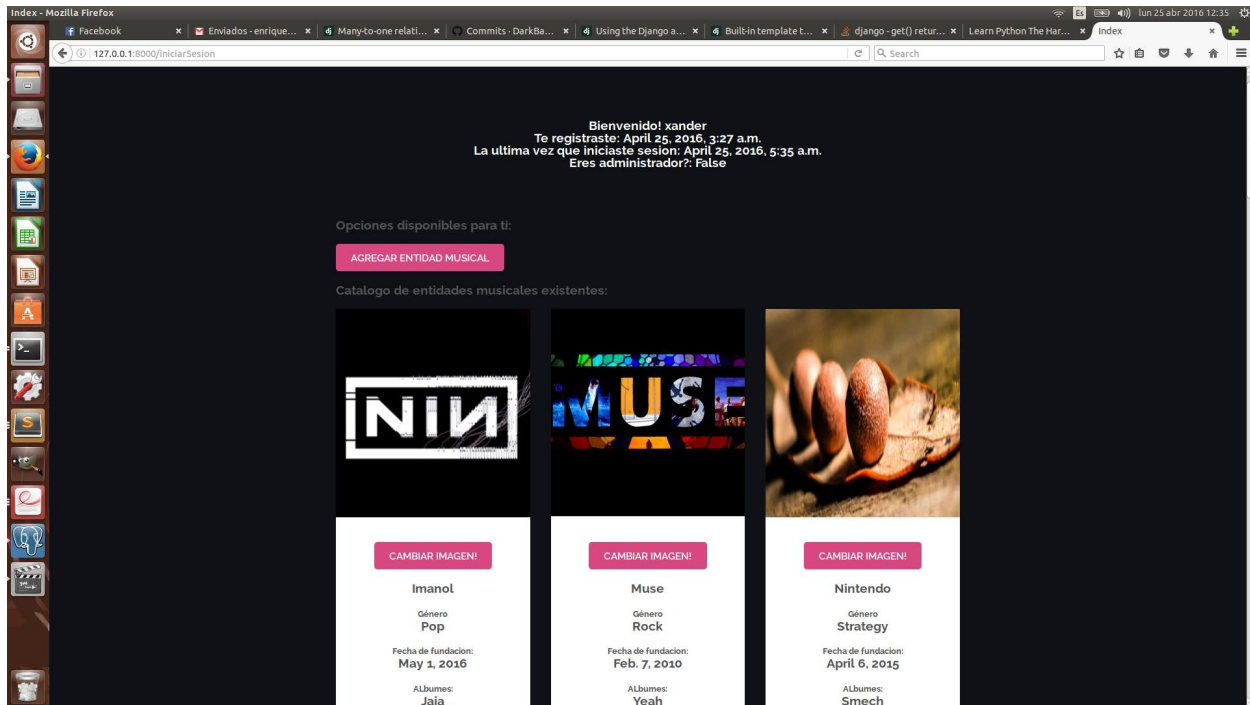 Index - Mozilla Firefox
Es
lun 25 abr 2016 12:35
Facebook
Enviados - enrique...
Many-to-one relati...
Commits · DarkBa...
Using the Django a...
Built-in template t...
django - get() retur...
Learn Python The Har...
Index
127.0.0.1:8000/iniciarSesion
Search
Bienvenido! xander
Te registraste: April 25, 2016, 3:27 a.m.
La ultima vez que iniciaste sesion: April 25, 2016, 5:35 a.m.
Eres administrador?: False
Opciones disponibles para ti:
AGREGAR ENTIDAD MUSICAL
Catalogo de entidades musicales existentes:
NIN
MUSE
CAMBIAR IMAGEN!
Imanol
Género
Pop
Fecha de fundacion:
May 1, 2016
ALbumes:
Jaja
CAMBIAR IMAGEN!
Muse
Género
Rock
Fecha de fundacion:
Feb. 7, 2010
ALbumes:
Yeah
CAMBIAR IMAGEN!
Nintendo
Género
Strategy
Fecha de fundacion:
April 6, 2015
ALbumes:
Smech